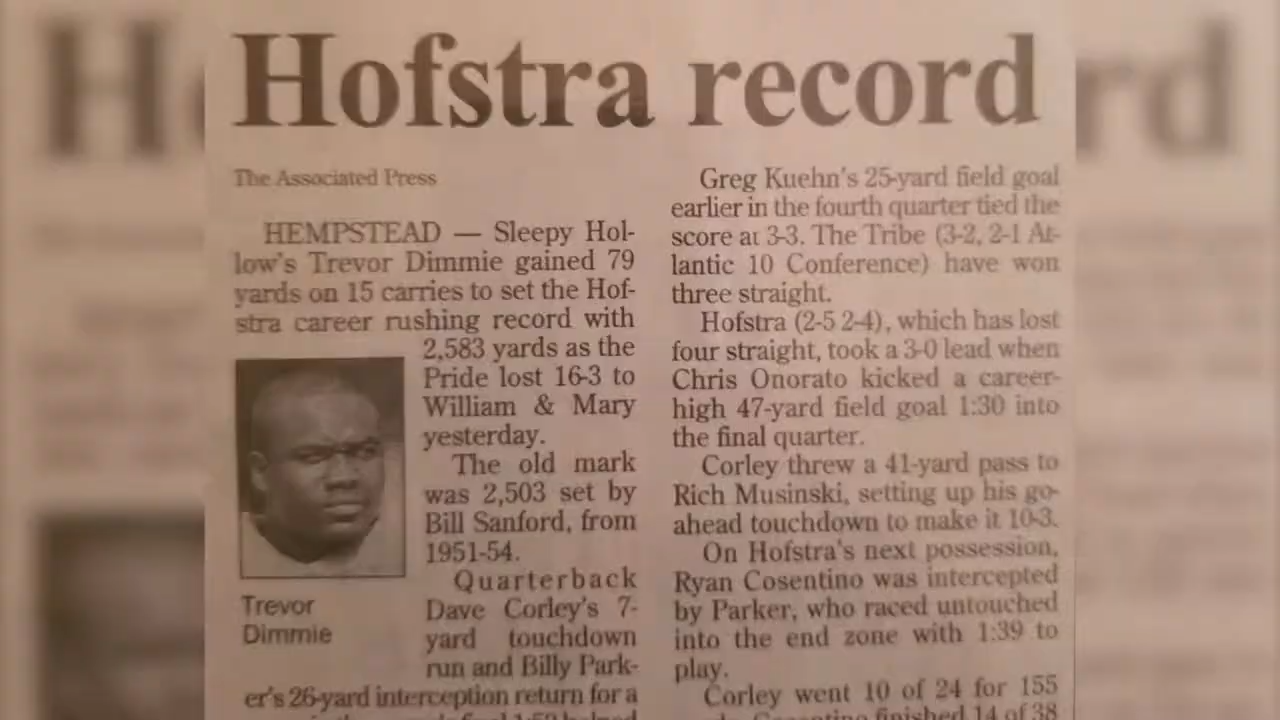 Hofstra record
The Associated Press
HEMPSTEAD — Sleepy Hol-
low's Trevor Dimmie gained 79
yards on 15 carries to set the Hof-
stra career rushing record with
2,583 yards as the
Pride lost 16-3 to
William & Mary
yesterday.
The old mark
was 2,503 set by
Bill Sanford, from
1951-54.
Quarterback
Dave Corley's 7-
yard touchdown
run and Billy Park-
er's 26-yard interception return for a
Trevor
Dimmie
Greg Kuehn's 25-yard field goal
earlier in the fourth quarter tied the
score at 3-3. The Tribe (3-2, 2-1 At-
lantic 10 Conference) have won
three straight.
Hofstra (2-5 2-4), which has lost
four straight, took a 3-0 lead when
Chris Onorato kicked a career-
high 47-yard field goal 1:30 into
the final quarter.
Corley threw a 41-yard pass to
Rich Musinski, setting up his go-
ahead touchdown to make it 10-3.
On Hofstra's next possession,
Ryan Cosentino was intercepted
by Parker, who raced untouched
into the end zone with 1:39 to
play.
Corley went 10 of 24 for 155
Cosentino finished 14 of 38